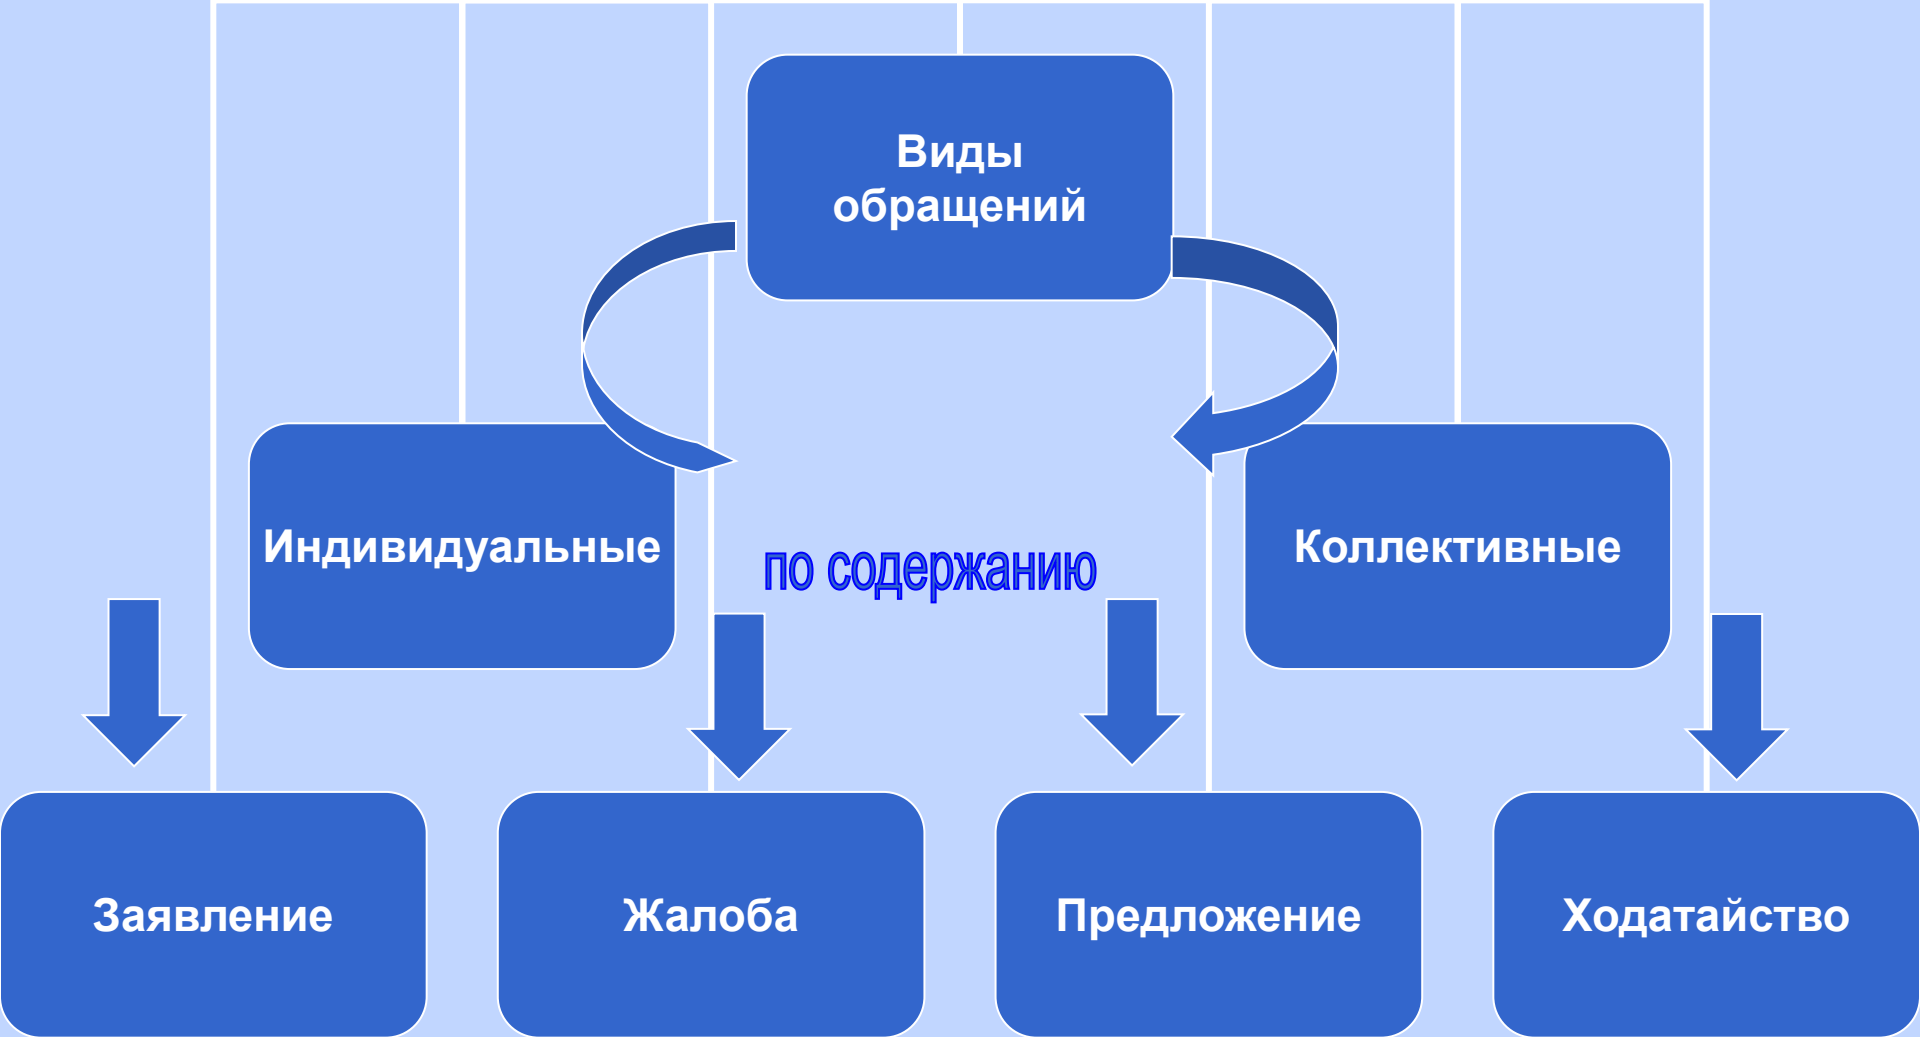 Виды
обращений
Индивидуальные
Коллективные
по содержанию
Заявление
Жалоба
Предложение
Ходатайство